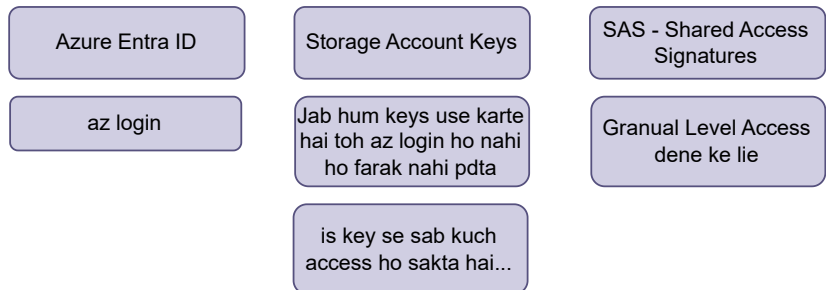 Azure Entra ID
Storage Account Keys
SAS - Shared Access
Signatures
az login
Jab hum keys use karte
hai toh az login ho nahi
ho farak nahi pdta
Granual Level Access
dene ke lie
is key se sab kuch
access ho sakta hai...